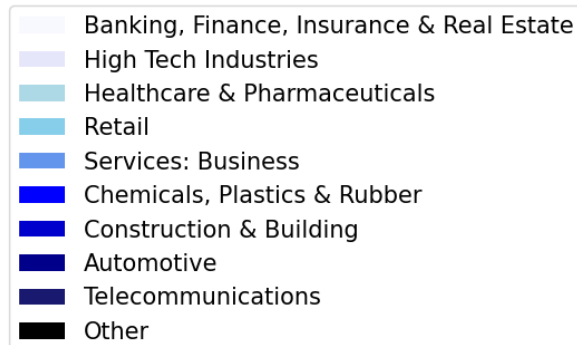 Banking, Finance, Insurance & Real Estate
High Tech Industries
Healthcare & Pharmaceuticals
Retail
Services: Business
Chemicals, Plastics & Rubber
Construction & Building
Automotive
Telecommunications
Other